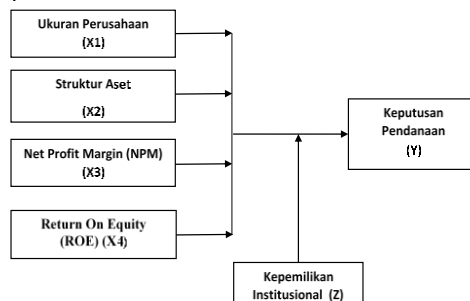 Ukuran Perusahaan
(X1)
Struktur Aset
(X2)
Net Profit Margin (NPM)
(X3)
Return On Equity
(ROE) (X4)
Keputusan
Pendanaan
(Y)
Kepemilikan
Institusional (Z)